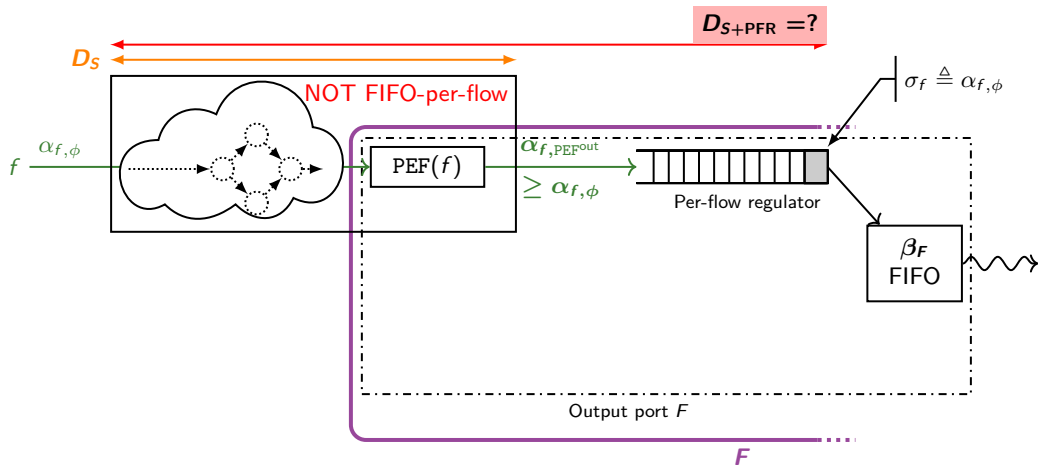 D_{S+PFR} =?
D_S
NOT FIFO-per-flow
σ_f ≜ α_{f,ϕ}
f
α_{f,ϕ}
PEF(f)
α_{f,PEF^{out}}
≥ α_{f,ϕ}
Per-flow regulator
β_F
FIFO
Output port F
F